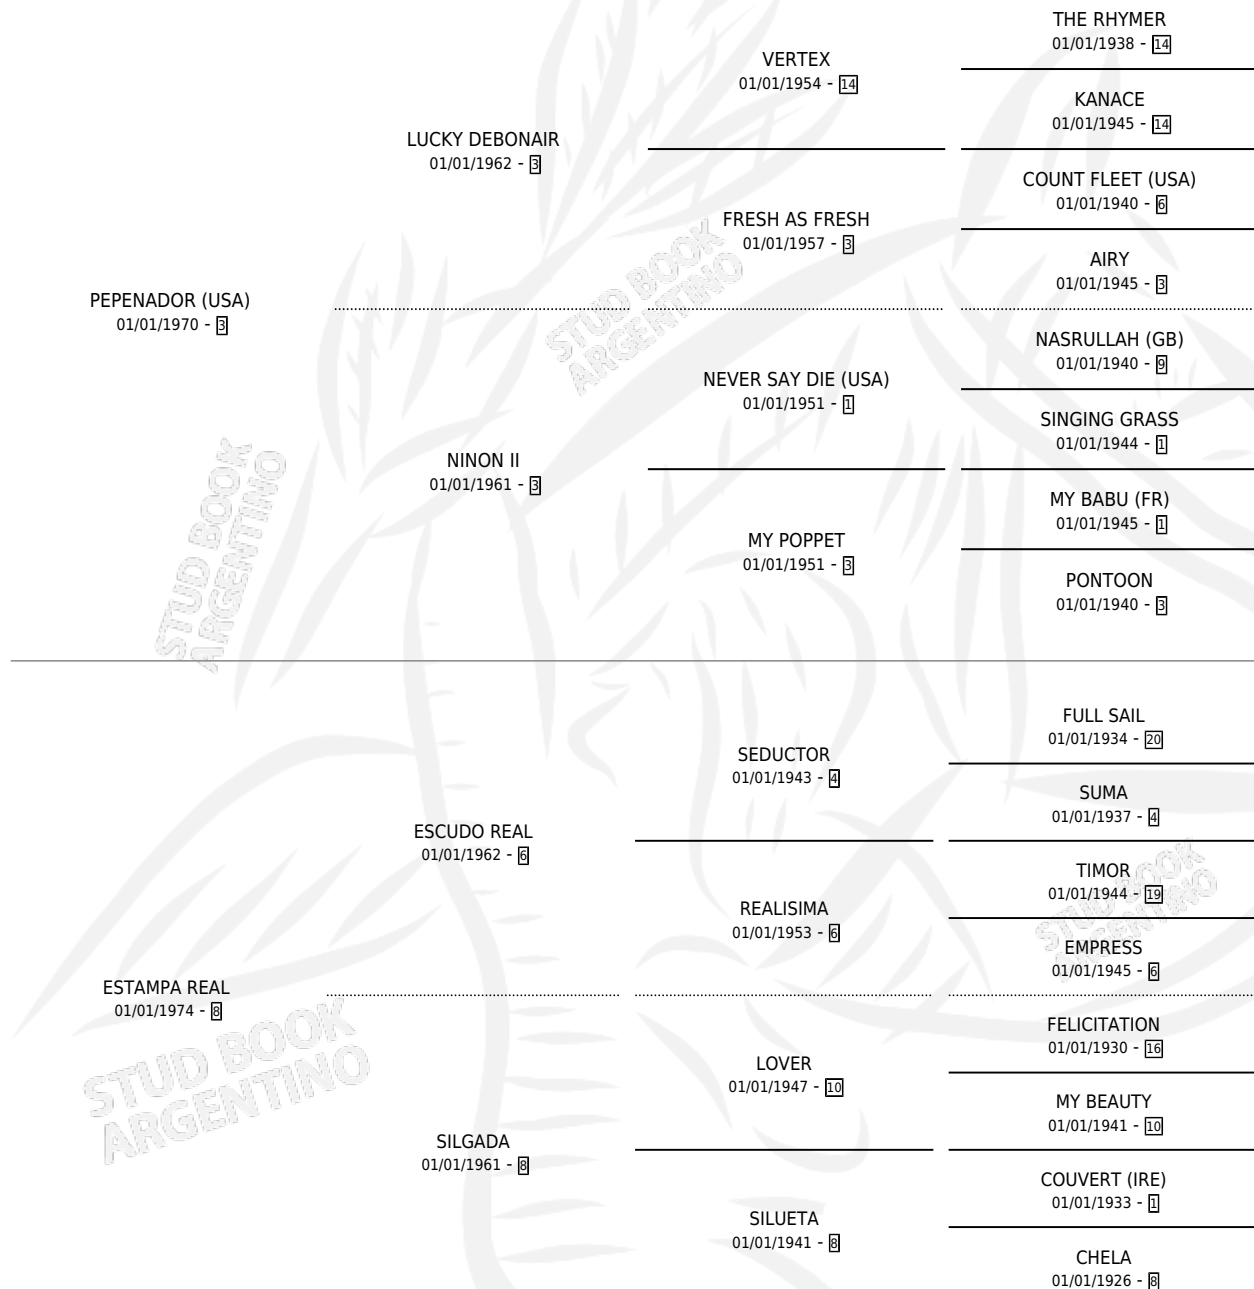 THE RHYMER
01/01/1938 - 14
VERTEX
01/01/1954 - 14
KANACE
01/01/1945 - 14
LUCKY DEBONAIR
01/01/1962 - 3
COUNT FLEET (USA)
01/01/1940 - 6
FRESH AS FRESH
01/01/1957 - 3
AIRY
01/01/1945 - 3
PEPENADOR (USA)
01/01/1970 - 3
NASRULLAH (GB)
01/01/1940 - 9
NEVER SAY DIE (USA)
01/01/1951 - 1
SINGING GRASS
01/01/1944 - 1
NINON II
01/01/1961 - 3
MY BABU (FR)
01/01/1945 - 1
MY POPPET
01/01/1951 - 3
PONTOON
01/01/1940 - 3
FULL SAIL
01/01/1934 - 20
SEDUCTOR
01/01/1943 - 4
SUMA
01/01/1937 - 4
ESCUDO REAL
01/01/1962 - 6
TIMOR
01/01/1944 - 19
REALISIMA
01/01/1953 - 6
EMPRESS
01/01/1945 - 6
ESTAMPA REAL
01/01/1974 - 8
FELICITATION
01/01/1930 - 16
LOVER
01/01/1947 - 10
MY BEAUTY
01/01/1941 - 10
SILGADA
01/01/1961 - 8
COUVERT (IRE)
01/01/1933 - 1
SILUETA
01/01/1941 - 8
CHELA
01/01/1926 - 8
STUD BOOK
ARGENTINO
STUD BOOK
ARGENTINO
STUD BOOK
ARGENTINO
STUD BOOK
ARGENTINO